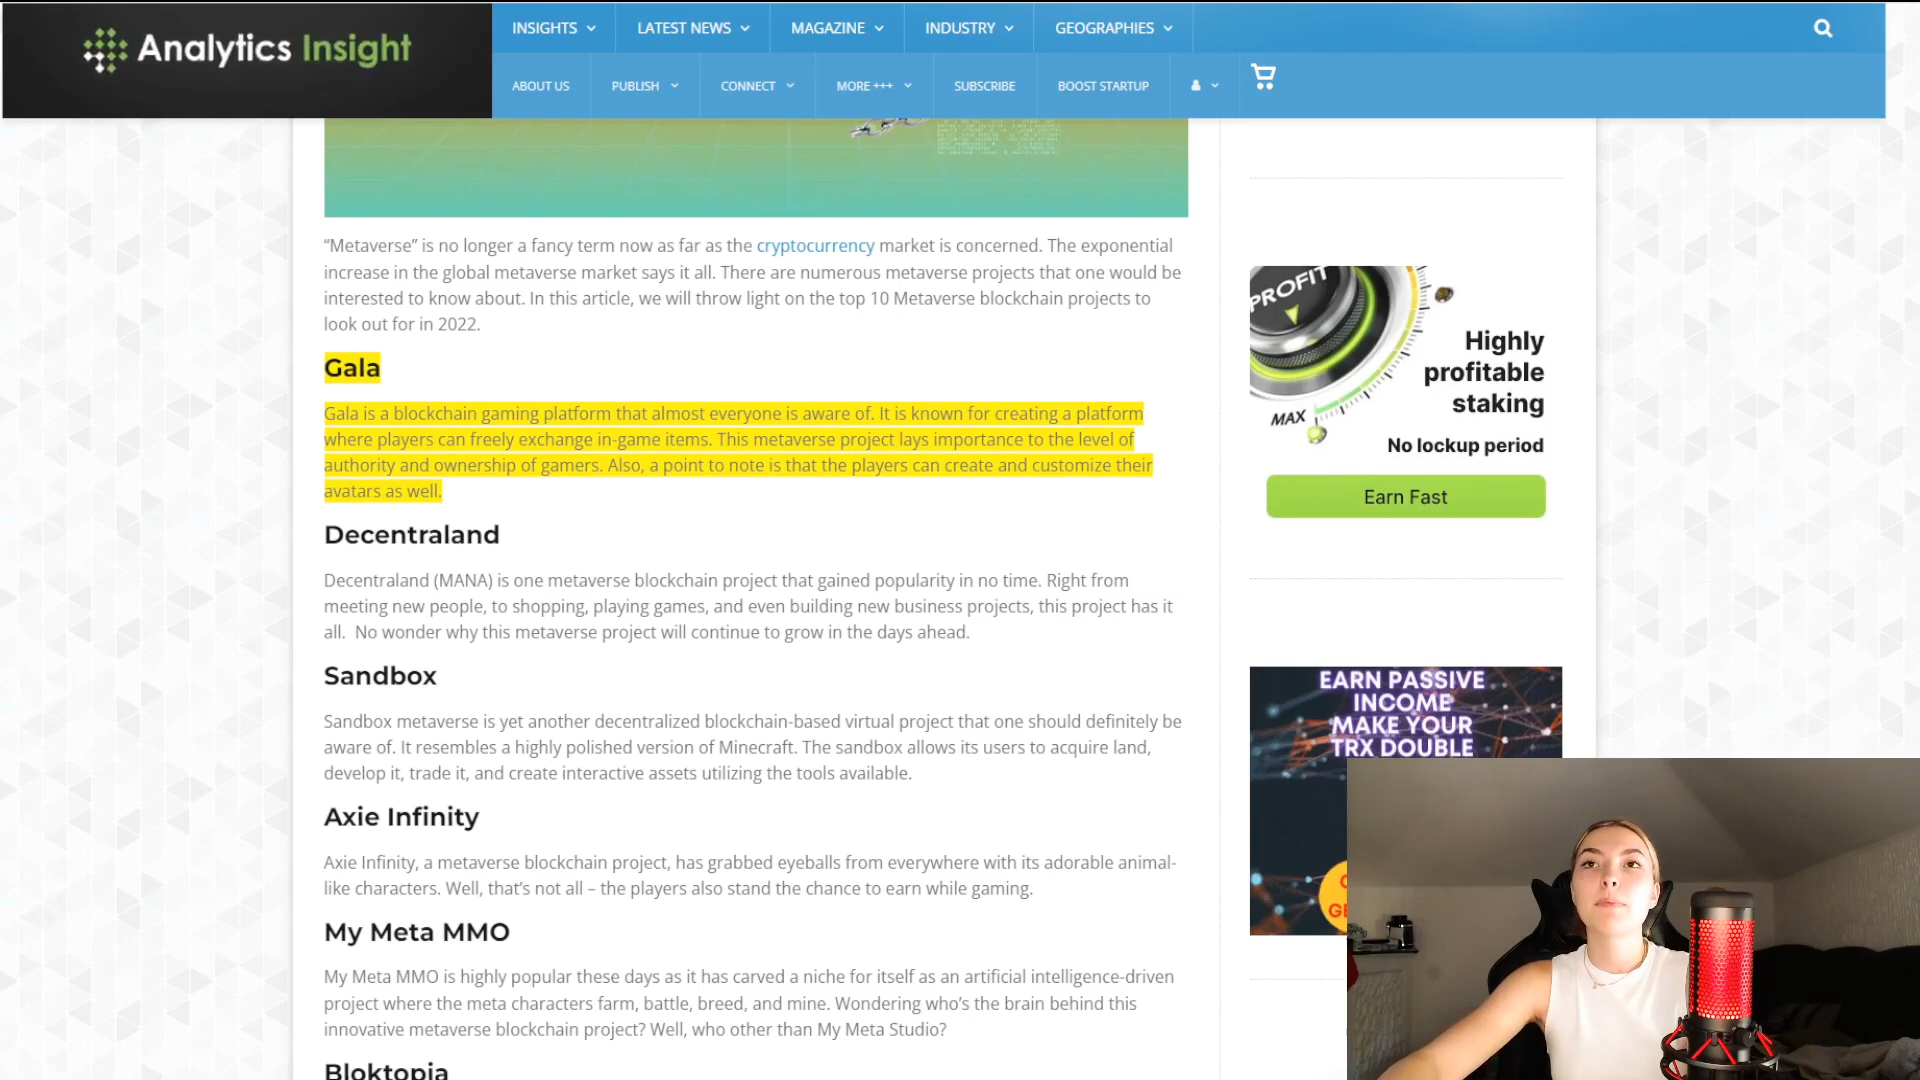 Analytics Insight
INSIGHTS
LATEST NEWS
MAGAZINE
INDUSTRY
GEOGRAPHIES
ABOUT US
PUBLISH
CONNECT
MORE +++
SUBSCRIBE
BOOST STARTUP
“Metaverse” is no longer a fancy term now as far as the cryptocurrency market is concerned. The exponential
increase in the global metaverse market says it all. There are numerous metaverse projects that one would be
interested to know about. In this article, we will throw light on the top 10 Metaverse blockchain projects to
look out for in 2022.
Gala
Gala is a blockchain gaming platform that almost everyone is aware of. It is known for creating a platform
where players can freely exchange in-game items. This metaverse project lays importance to the level of
authority and ownership of gamers. Also, a point to note is that the players can create and customize their
avatars as well.
Decentraland
Decentraland (MANA) is one metaverse blockchain project that gained popularity in no time. Right from
meeting new people, to shopping, playing games, and even building new business projects, this project has it
all.  No wonder why this metaverse project will continue to grow in the days ahead.
Sandbox
Sandbox metaverse is yet another decentralized blockchain-based virtual project that one should definitely be
aware of. It resembles a highly polished version of Minecraft. The sandbox allows its users to acquire land,
develop it, trade it, and create interactive assets utilizing the tools available.
Axie Infinity
Axie Infinity, a metaverse blockchain project, has grabbed eyeballs from everywhere with its adorable animal-
like characters. Well, that’s not all – the players also stand the chance to earn while gaming.
My Meta MMO
My Meta MMO is highly popular these days as it has carved a niche for itself as an artificial intelligence-driven
project where the meta characters farm, battle, breed, and mine. Wondering who’s the brain behind this
innovative metaverse blockchain project? Well, who other than My Meta Studio?
Bloktopia
PROFIT
MAX
Highly
profitable
staking
No lockup period
Earn Fast
EARN PASSIVE
INCOME
MAKE YOUR
TRX DOUBLE